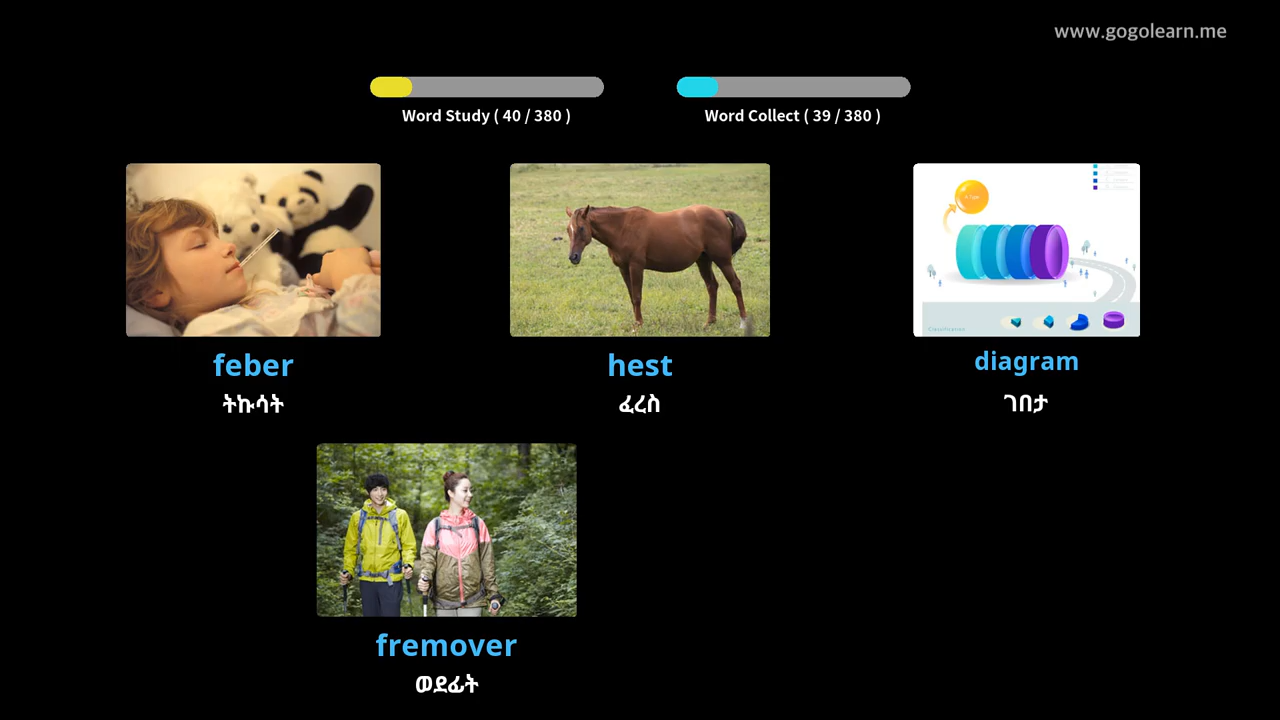 www.gogolearn.me
Word Study ( 40 / 380 )
Word Collect ( 39 / 380 )
feber
ትኩሳት
hest
ፈረስ
diagram
ገበታ
fremover
ወደፊት